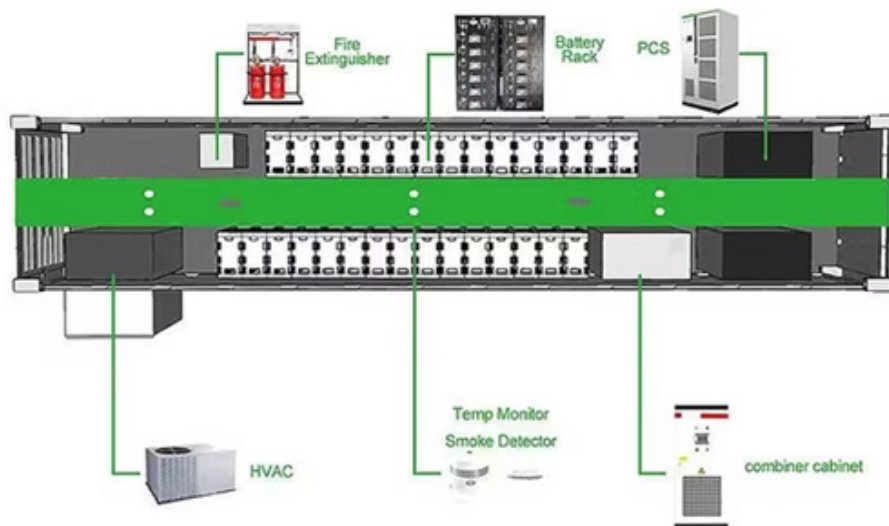 Fire
Extinguisher
Battery
Rack
PCS
HVAC
Temp Monitor
Smoke Detector
combiner cabinet